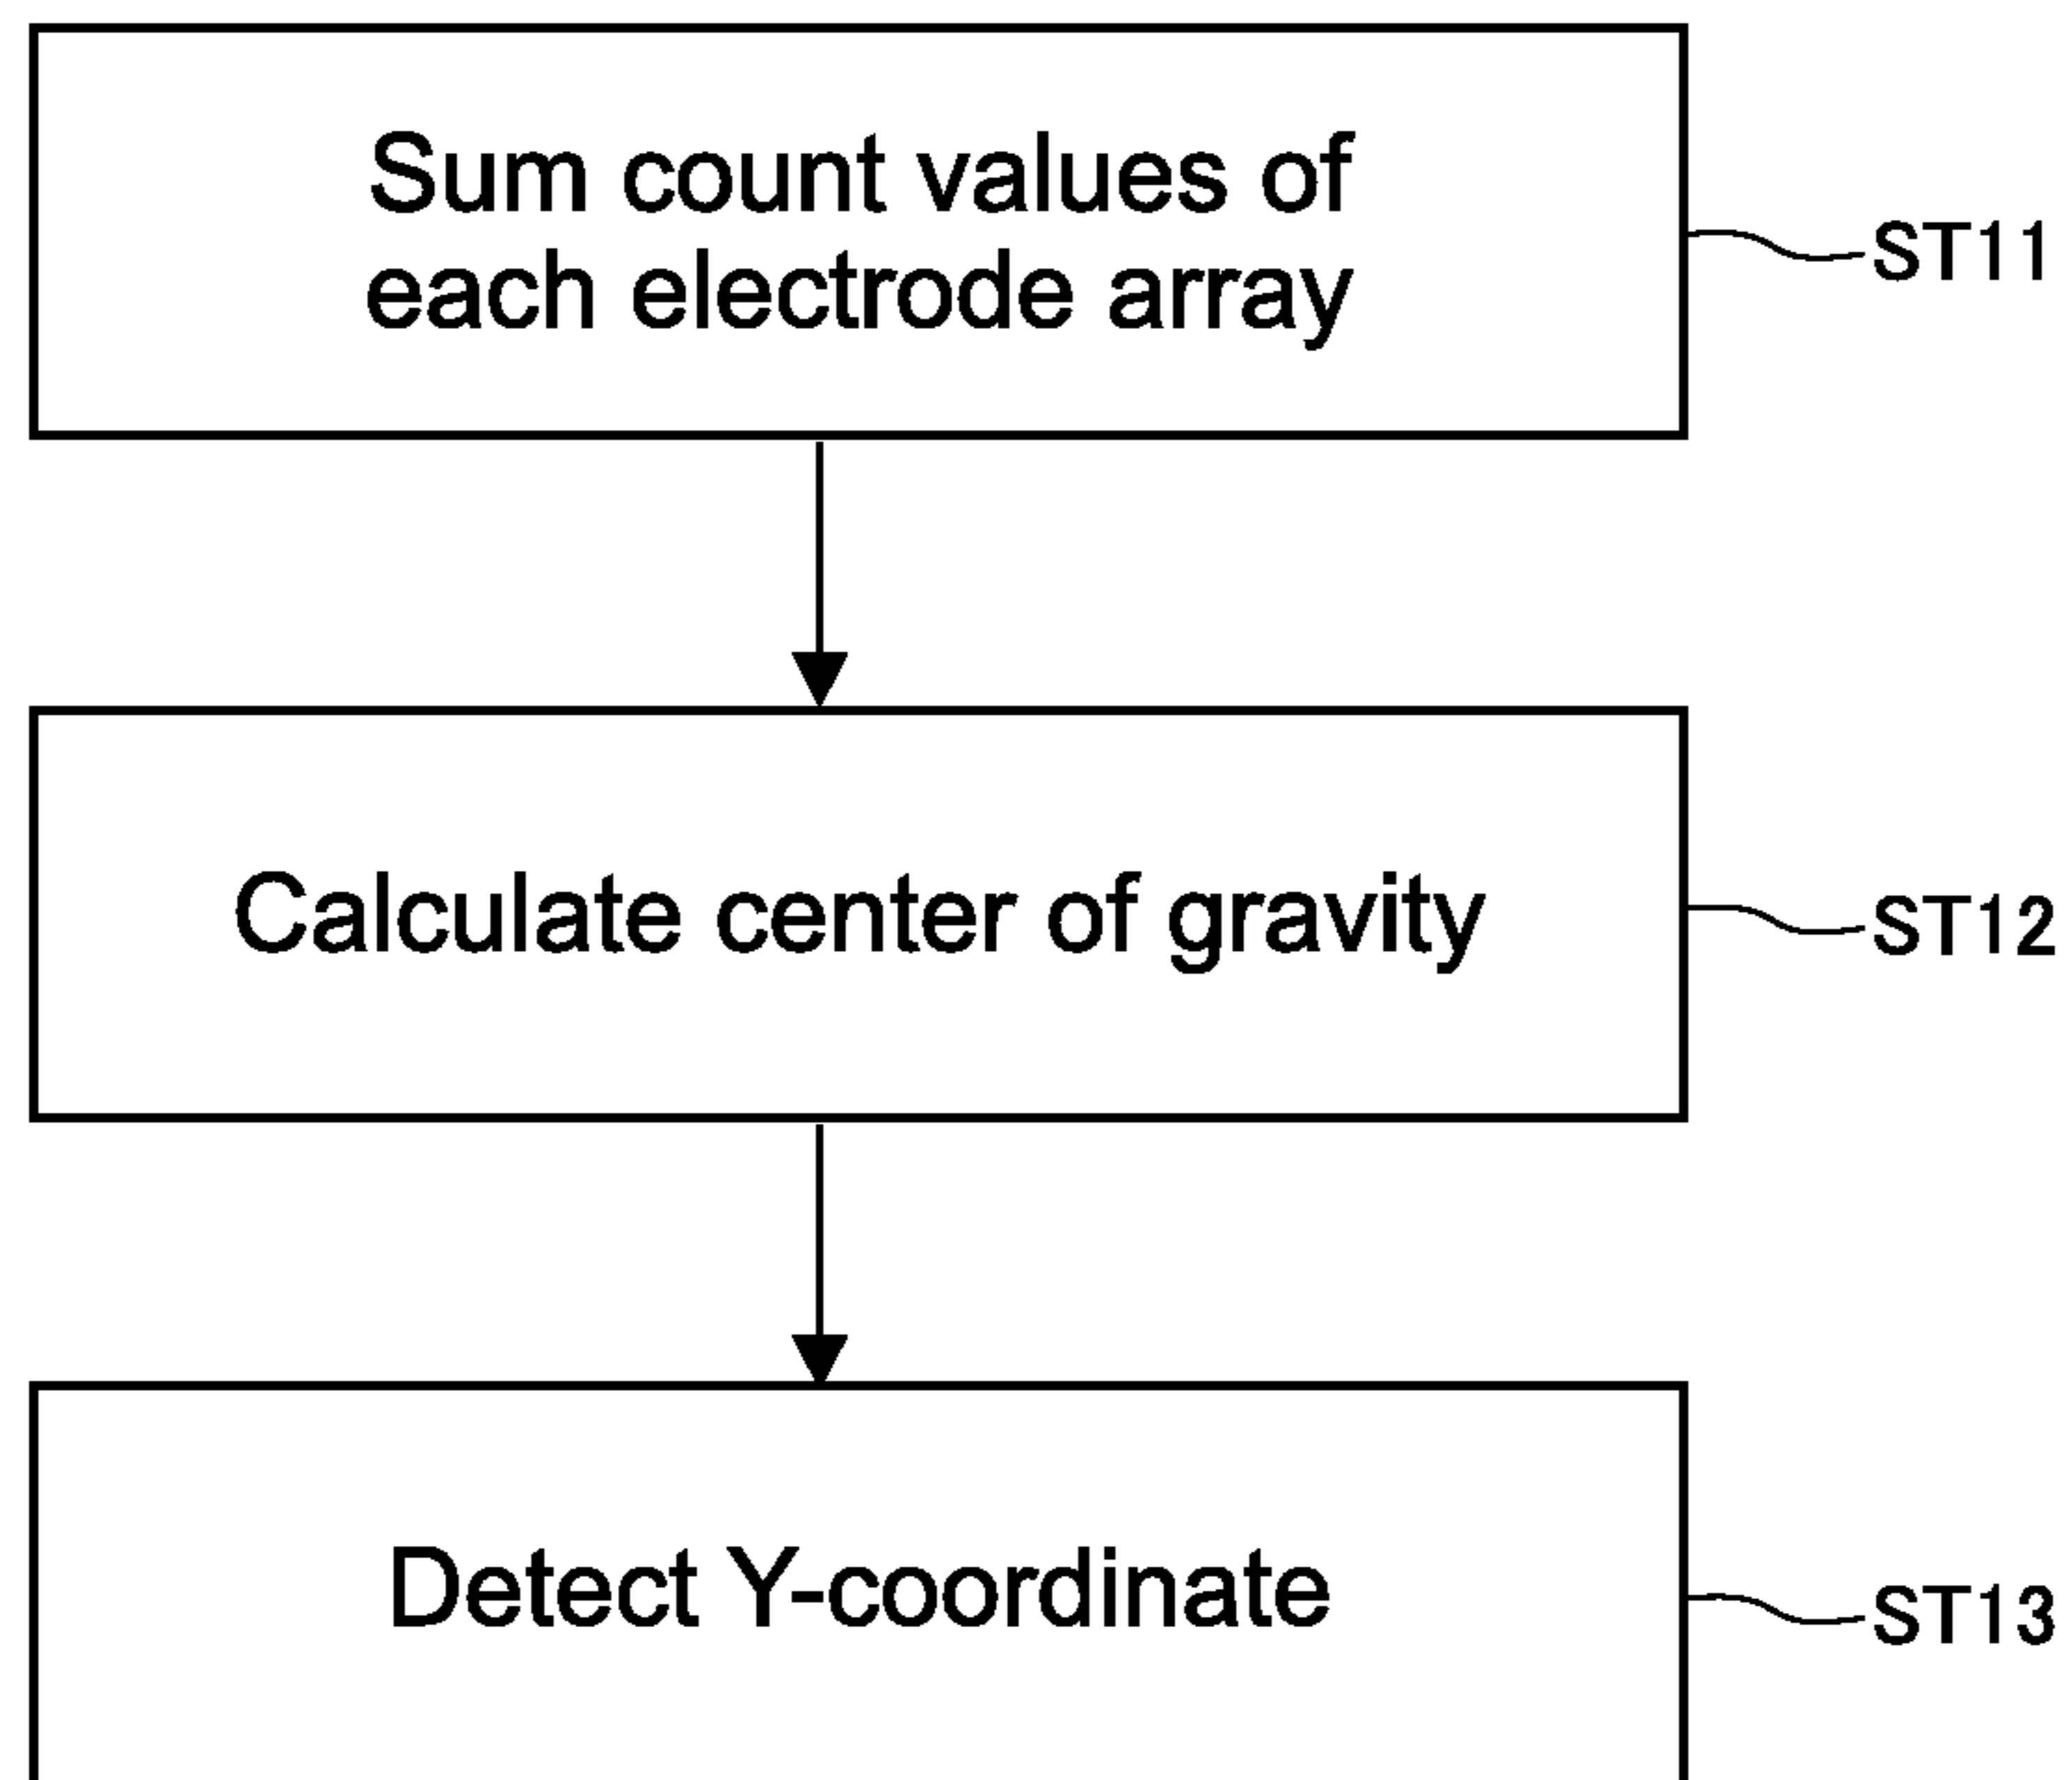 Sum count values of
each electrode array
ST11
Calculate center of gravity
ST12
Detect Y-coordinate
ST13